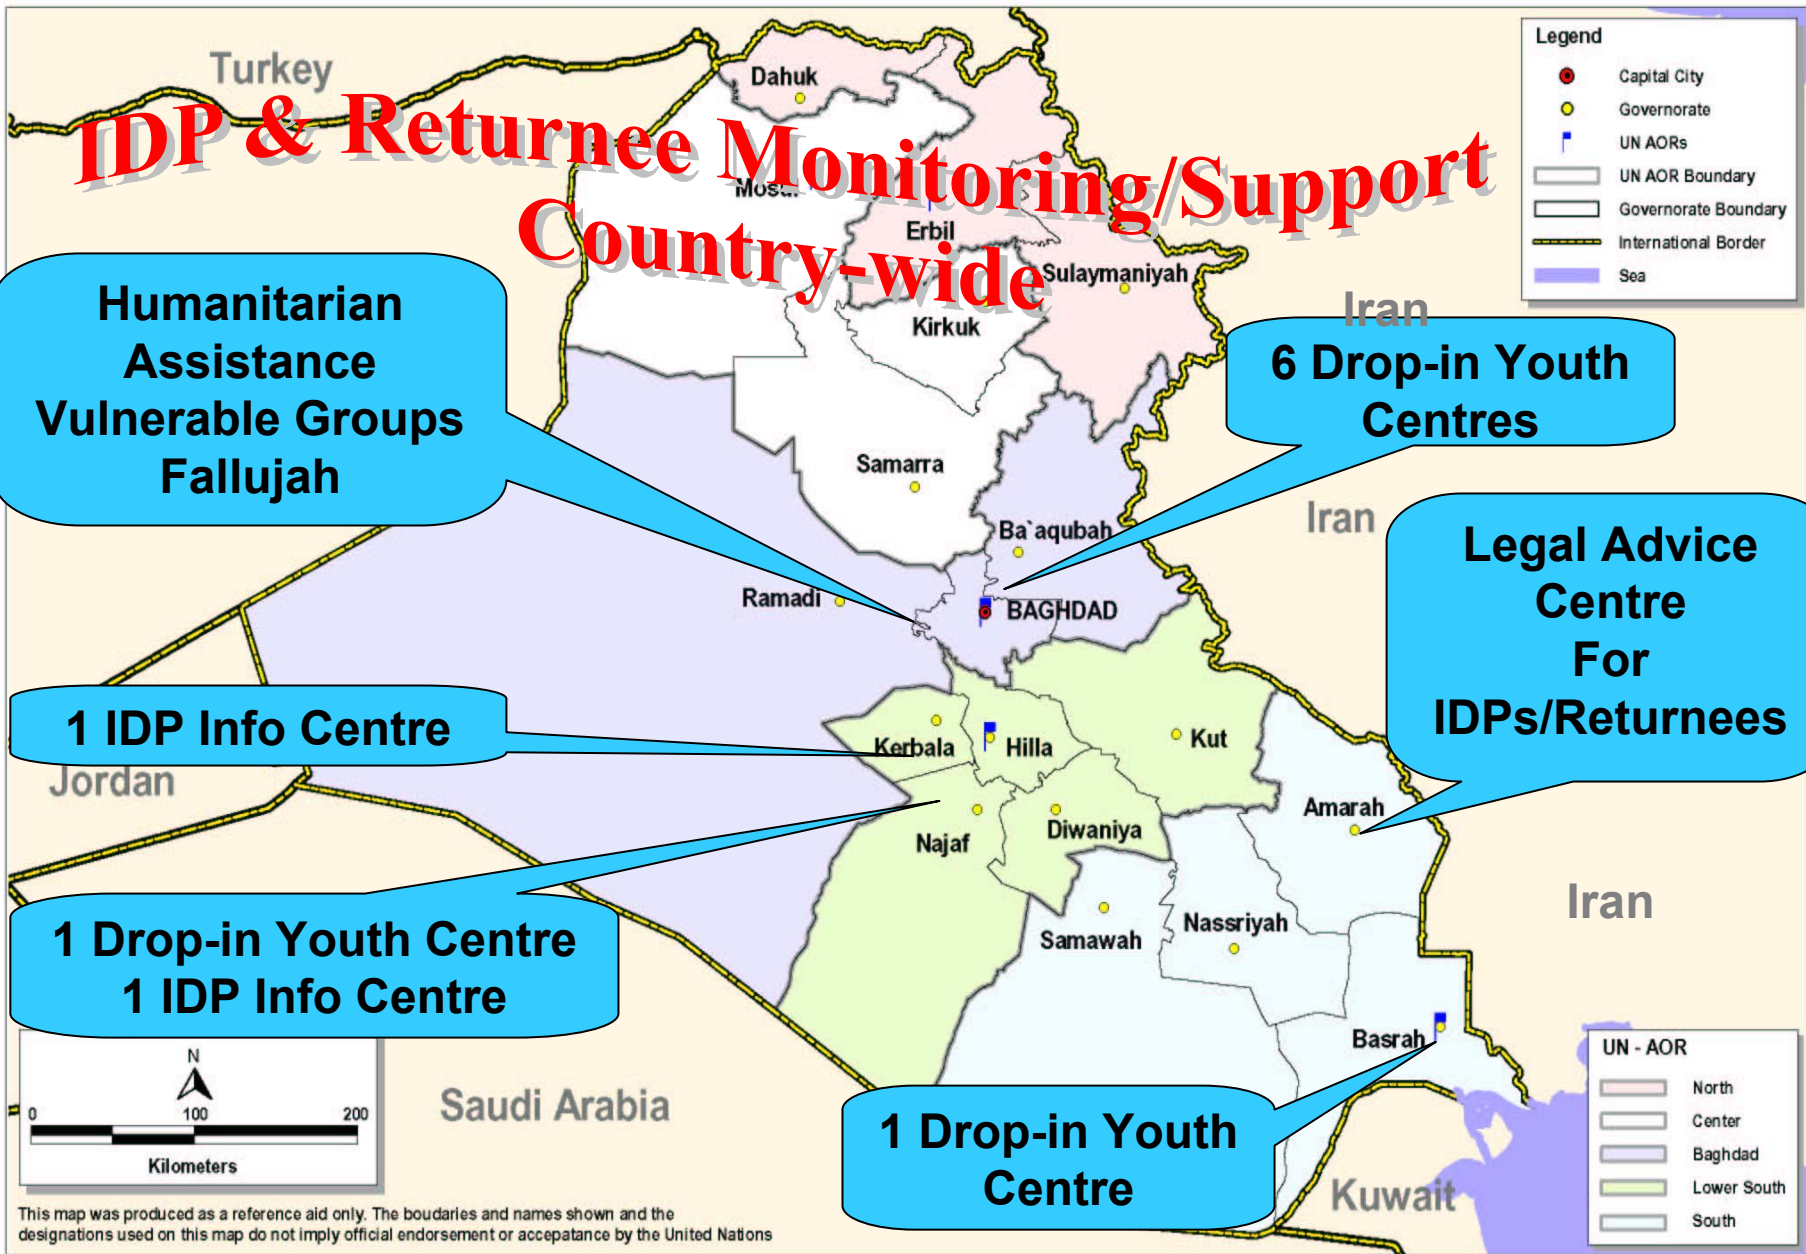 IDP & Returnee Monitoring/Support
Country-wide
Turkey
Dahuk
Erbil
Sulaymaniyah
Kirkuk
Iran
Legend
Capital City
Governorate
UN AORs
UN AOR Boundary
Governorate Boundary
International Border
Sea
Humanitarian
Assistance
Vulnerable Groups
Fallujah
6 Drop-in Youth
Centres
Samarra
Ba`aqubah
Iran
Ramadi
BAGHDAD
Legal Advice
Centre
For
IDPs/Returnees
1 IDP Info Centre
Kerbala
Hilla
Kut
Jordan
Amarah
Najaf
Diwaniya
1 Drop-in Youth Centre
1 IDP Info Centre
Samawah
Nassriyah
Iran
Basrah
N
0 100 200
Kilometers
Saudi Arabia
1 Drop-in Youth
Centre
Kuwait
UN - AOR
North
Center
Baghdad
Lower South
South
This map was produced as a reference aid only. The boudaries and names shown and the
designations used on this map do not imply official endorsement or accepatance by the United Nations